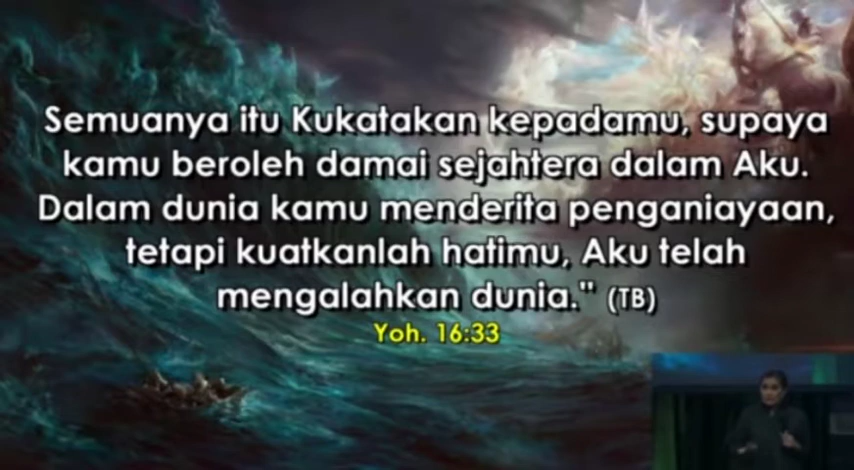 Semuanya itu Kukatakan kepadamu, supaya
kamu beroleh damai sejahtera dalam Aku.
Dalam dunia kamu menderita penganiayaan,
tetapi kuatkanlah hatimu, Aku telah
mengalahkan dunia." (TB)
Yoh. 16:33